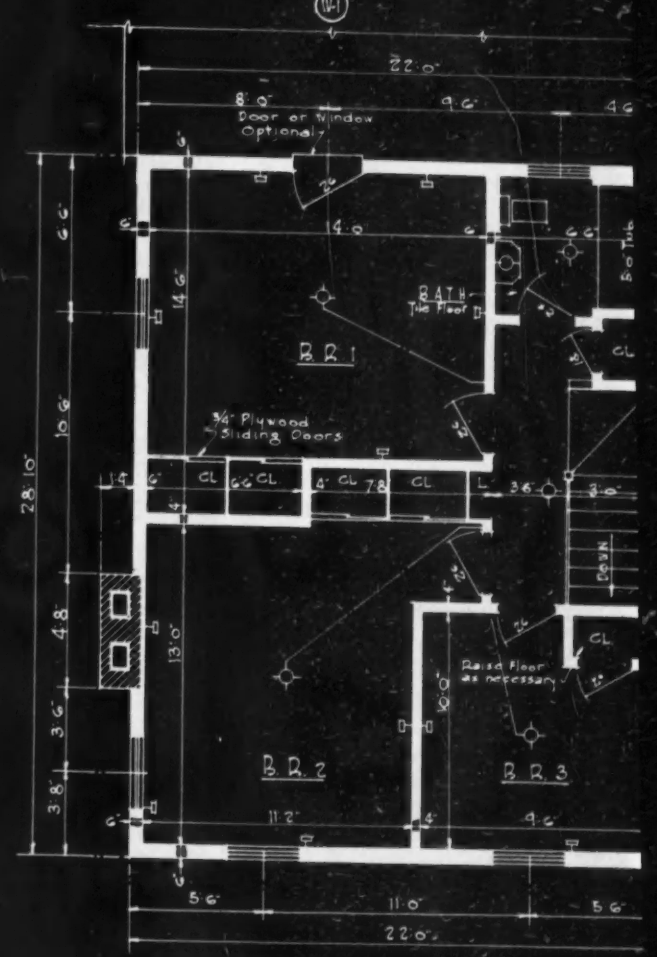 22'-0"
8'-0"
9'-6"
4'-6
Door or Window
Optional
6"
2'6
6'-6"
6"
4'-0
6"
6'6"
5'-0 Tub
14'-6"
BATH
Tile Floor
CL
B.R.1
10'-6"
3/4" Plywood
Sliding Doors
28'-10"
1'-4"
6"
CL
6'-6"
CL
4"
CL
7'-8
CL
L
3'-6"
3'-0"
4"
DOWN
4'-8"
13'-0"
CL
Raise Floor
as necessary
10'-0"
3'-6"
B.R.2
B.R.3
3'-8"
6"
11'-2"
4"
9'-6"
6"
5'-6"
11'-0"
5'6
22'-0"